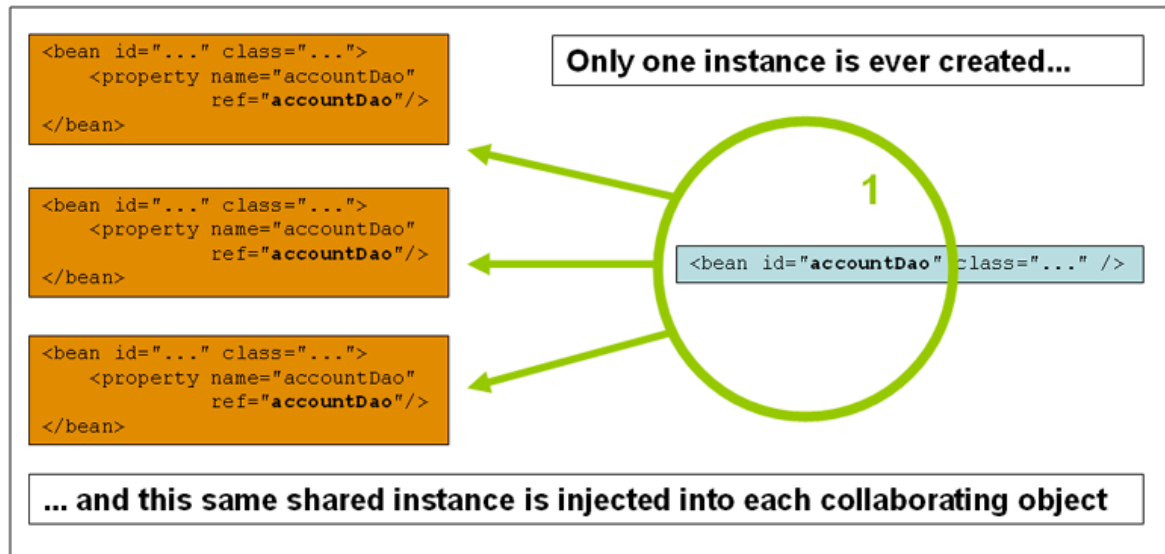 <bean id="..." class="...">
<property name="accountDao"
ref="accountDao"/>
</bean>
Only one instance is ever created...
<bean id="..." class="...">
<property name="accountDao"
ref="accountDao"/>
</bean>
1
<bean id="accountDao" class="..." />
<bean id="..." class="...">
<property name="accountDao"
ref="accountDao"/>
</bean>
... and this same shared instance is injected into each collaborating object